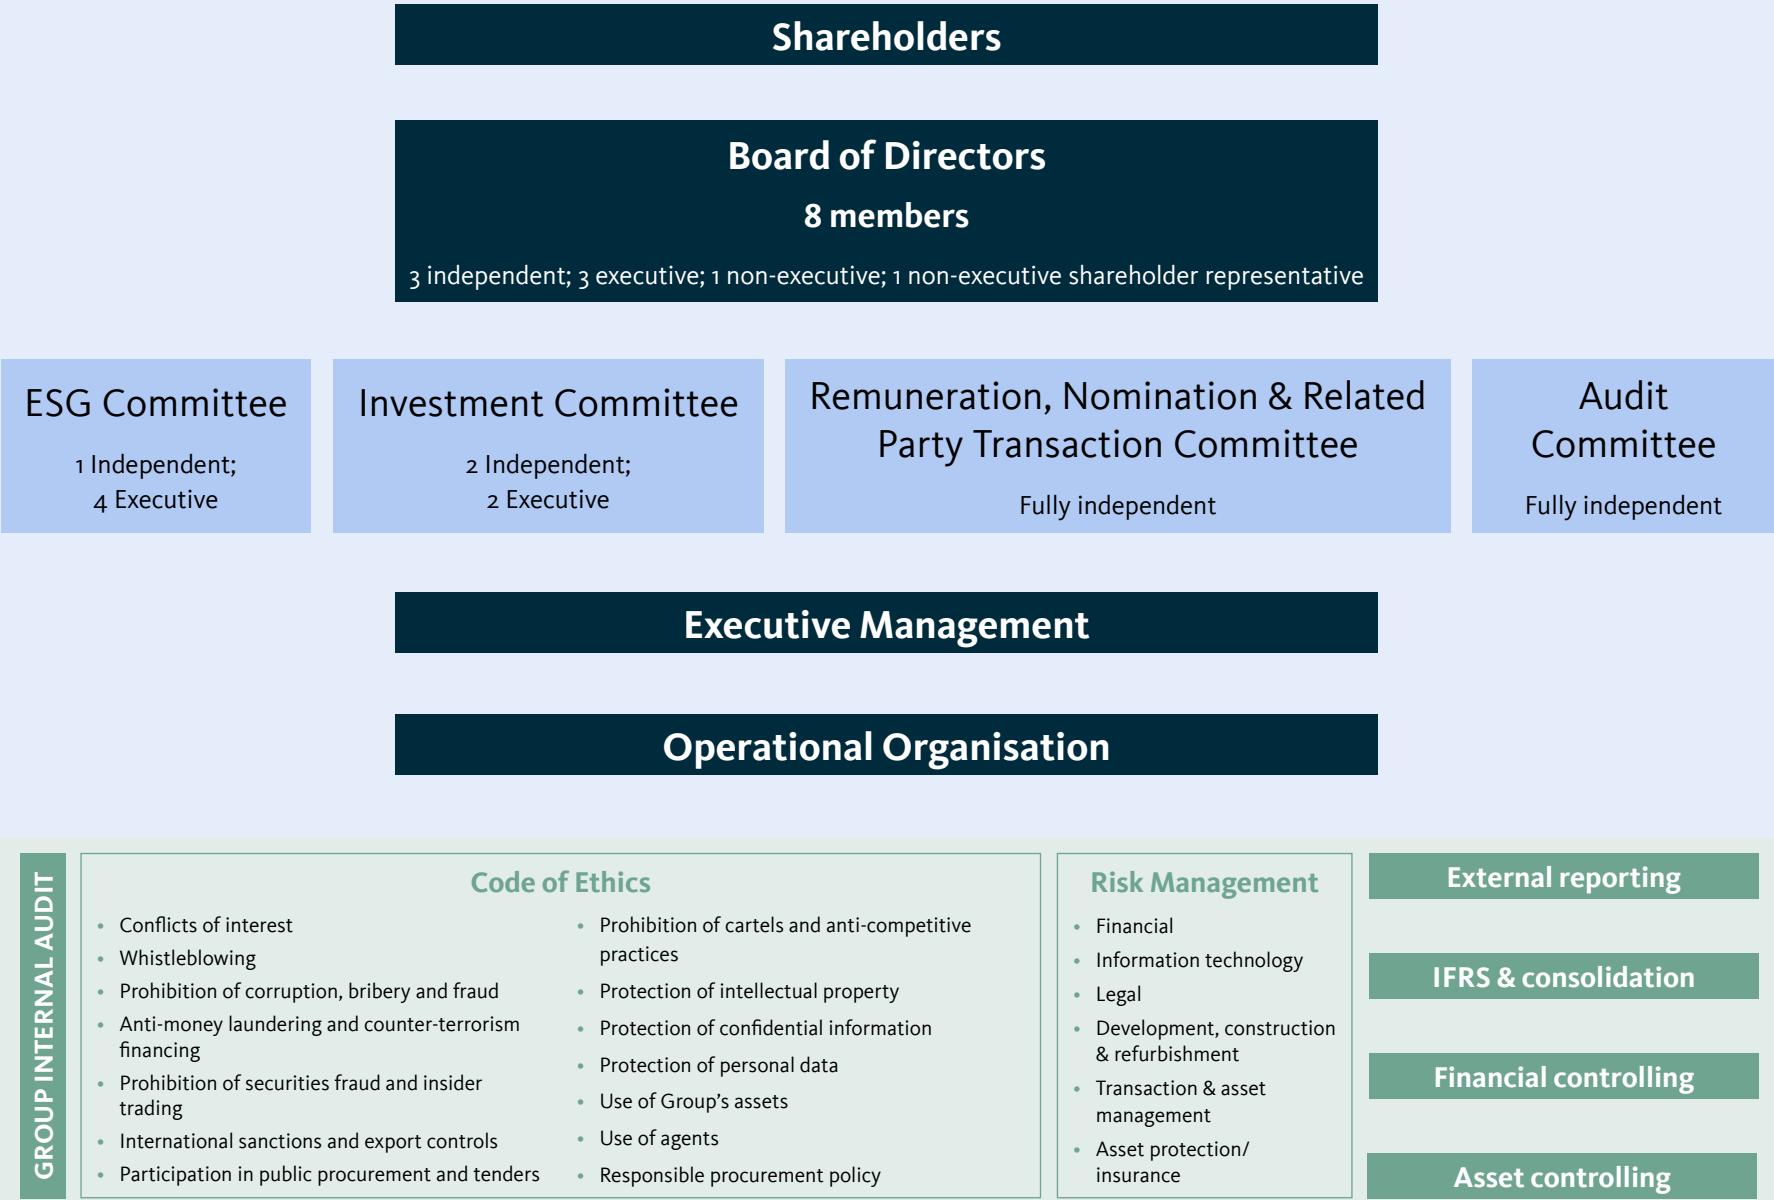 Shareholders
Board of Directors
8 members
3 independent; 3 executive; 1 non-executive; 1 non-executive shareholder representative
ESG Committee
1 Independent;
4 Executive
Investment Committee
2 Independent;
2 Executive
Remuneration, Nomination & Related
Party Transaction Committee
Fully independent
Audit
Committee
Fully independent
Executive Management
Operational Organisation
GROUP INTERNAL AUDIT
Code of Ethics
• Conflicts of interest
• Whistleblowing
• Prohibition of corruption, bribery and fraud
• Anti-money laundering and counter-terrorism
financing
• Prohibition of securities fraud and insider
trading
• International sanctions and export controls
• Participation in public procurement and tenders
• Prohibition of cartels and anti-competitive
practices
• Protection of intellectual property
• Protection of confidential information
• Protection of personal data
• Use of Group’s assets
• Use of agents
• Responsible procurement policy
Risk Management
• Financial
• Information technology
• Legal
• Development, construction
& refurbishment
• Transaction & asset
management
• Asset protection/
insurance
External reporting
IFRS & consolidation
Financial controlling
Asset controlling